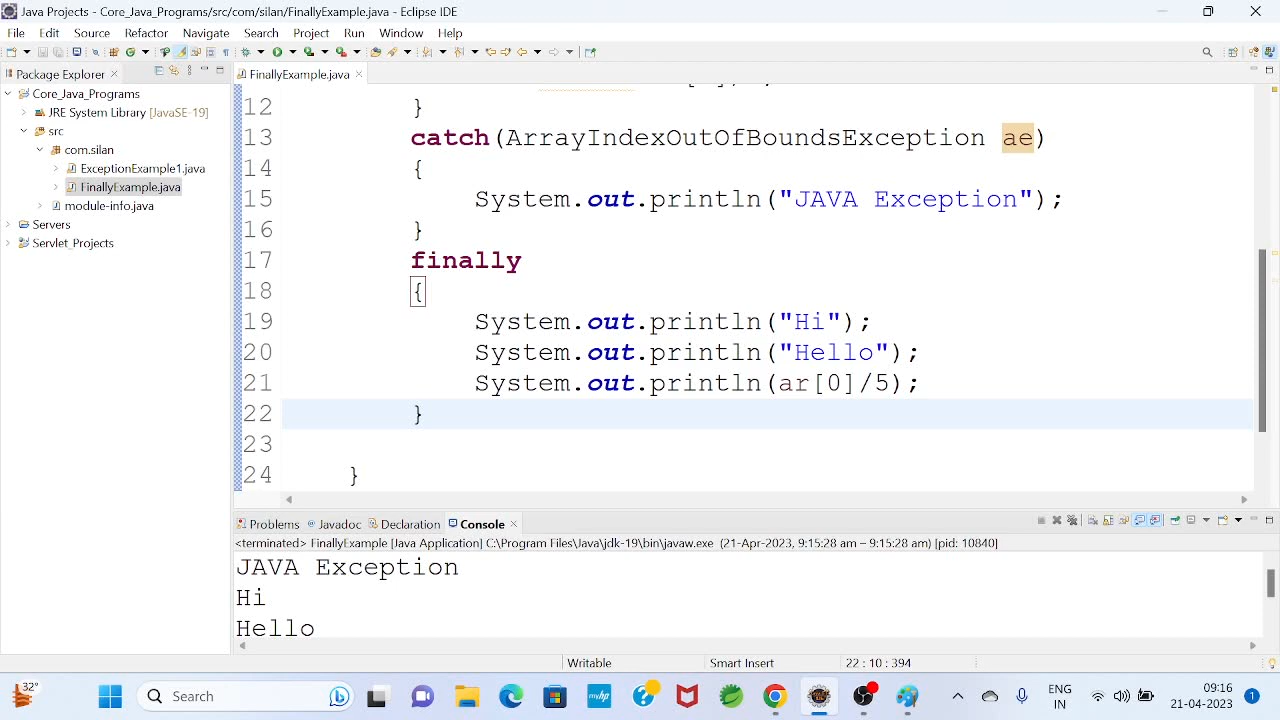 Java Projects - Core_Java_Programs/src/com/silan/FinallyExample.java - Eclipse IDE
File Edit Source Refactor Navigate Search Project Run Window Help
Package Explorer
FinallyExample.java
Core_Java_Programs
JRE System Library [JavaSE-19]
src
com.silan
ExceptionExample1.java
FinallyExample.java
module-info.java
Servers
Servlet_Projects
12 }
13 catch(ArrayIndexOutOfBoundsException ae)
14 {
15 System.out.println("JAVA Exception");
16 }
17 finally
18 {
19 System.out.println("Hi");
20 System.out.println("Hello");
21 System.out.println(ar[0]/5);
22 }
23
24 }
Problems Javadoc Declaration Console
<terminated> FinallyExample [Java Application] C:\Program Files\Java\jdk-19\bin\javaw.exe (21-Apr-2023, 9:15:28 am – 9:15:28 am) [pid: 10840]
JAVA Exception
Hi
Hello
Writable Smart Insert 22 : 10 : 394
32°
Search
myhp
ENG
IN
09:16
21-04-2023
1